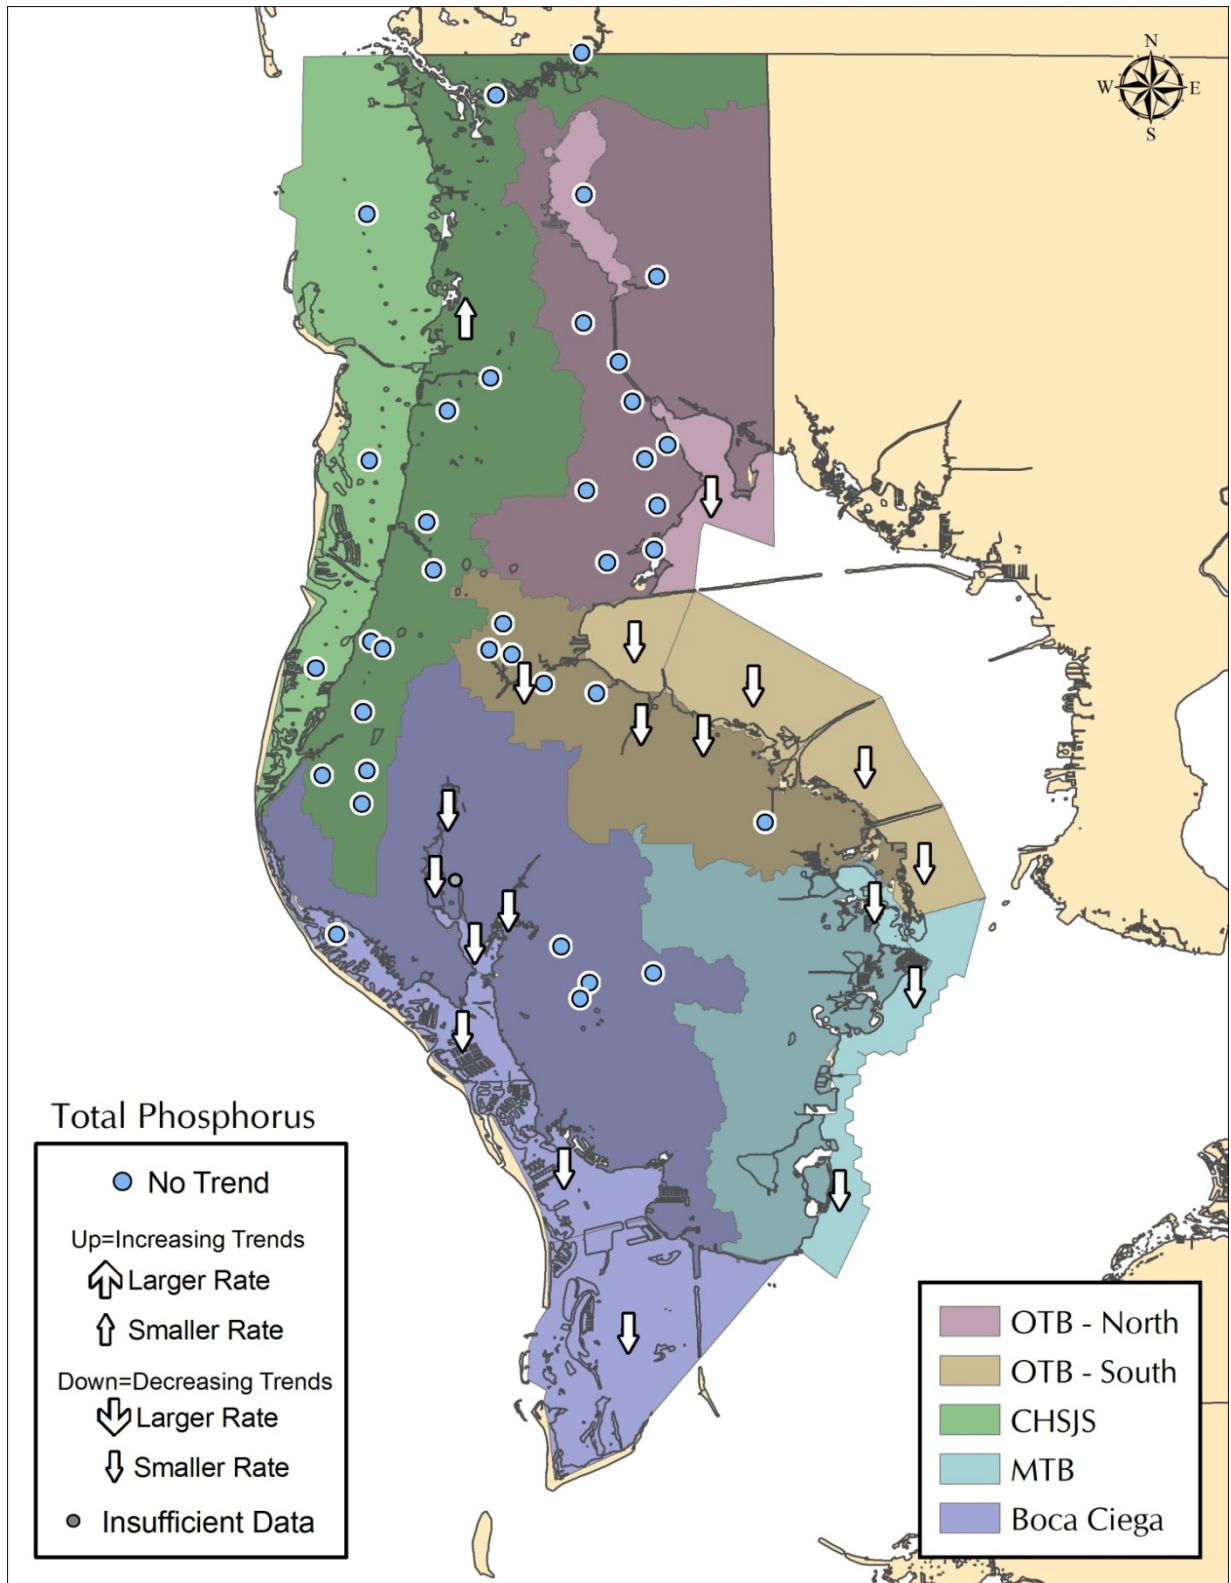 N
W E
S
Total Phosphorus
No Trend
Up=Increasing Trends
Larger Rate
Smaller Rate
Down=Decreasing Trends
Larger Rate
Smaller Rate
Insufficient Data
OTB - North
OTB - South
CHSJS
MTB
Boca Ciega